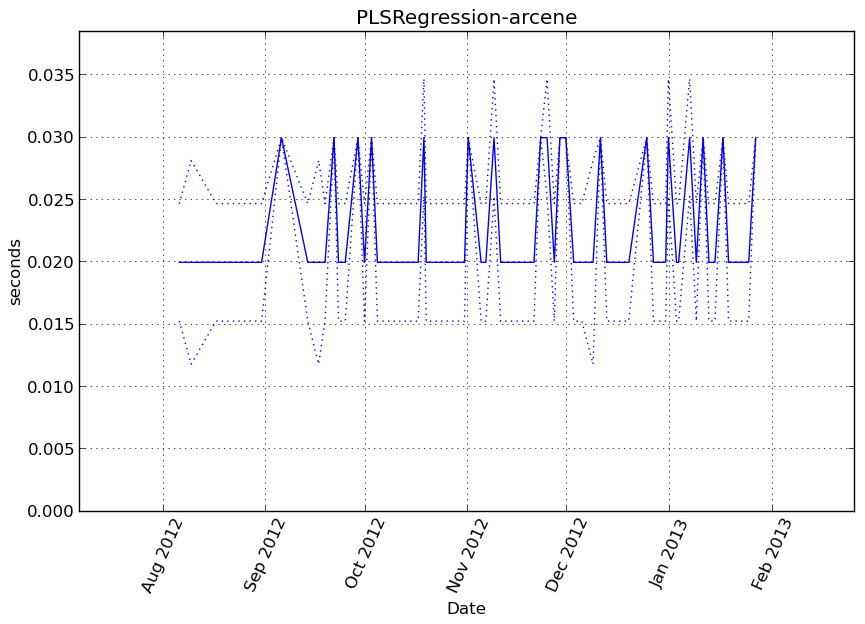 PLSRegression-arcene
0.035
0.030
0.025
0.020
0.015
0.010
0.005
0.000
seconds
Aug 2012
Sep 2012
Oct 2012
Nov 2012
Dec 2012
Jan 2013
Feb 2013
Date